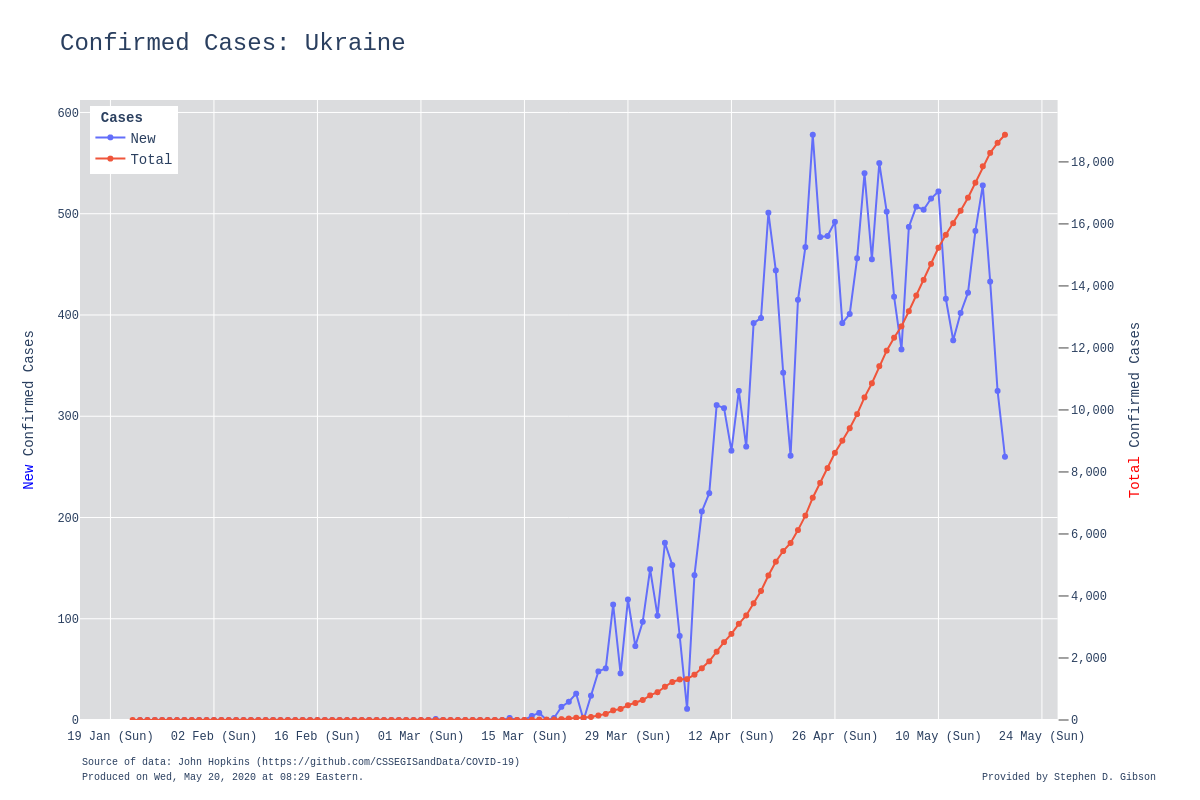 Confirmed Cases: Ukraine
Cases
New
Total
600
500
400
300
200
100
0
18,000
16,000
14,000
12,000
10,000
8,000
6,000
4,000
2,000
0
New Confirmed Cases
Total Confirmed Cases
19 Jan (Sun) 02 Feb (Sun) 16 Feb (Sun) 01 Mar (Sun) 15 Mar (Sun) 29 Mar (Sun) 12 Apr (Sun) 26 Apr (Sun) 10 May (Sun) 24 May (Sun)
Source of data: John Hopkins (https://github.com/CSSEGISandData/COVID-19)
Produced on Wed, May 20, 2020 at 08:29 Eastern.
Provided by Stephen D. Gibson